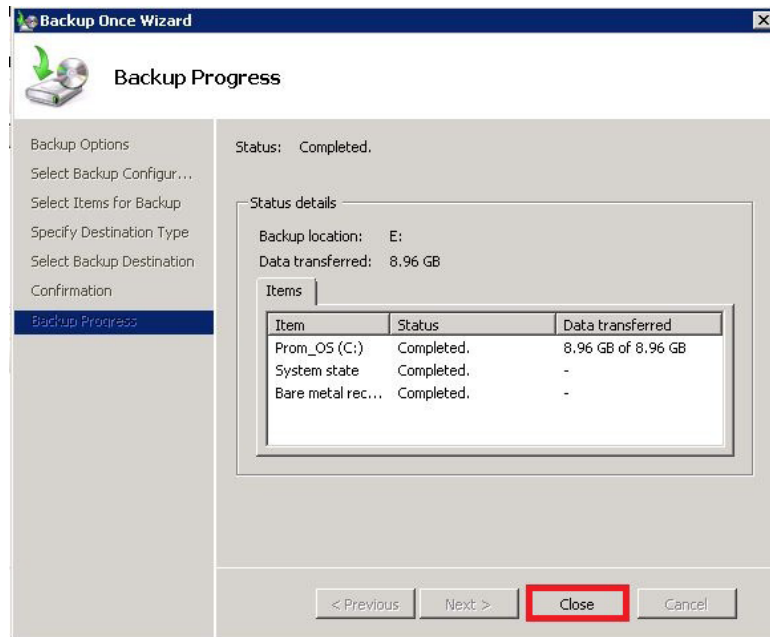 Backup Once Wizard
Backup Progress
Backup Options
Select Backup Configur...
Select Items for Backup
Specify Destination Type
Select Backup Destination
Confirmation
Backup Progress
Status: Completed.
Status details
Backup location: E:
Data transferred: 8.96 GB
Items
Item Status Data transferred
Prom_OS (C:) Completed. 8.96 GB of 8.96 GB
System state Completed. -
Bare metal rec... Completed. -
< Previous Next > Close Cancel